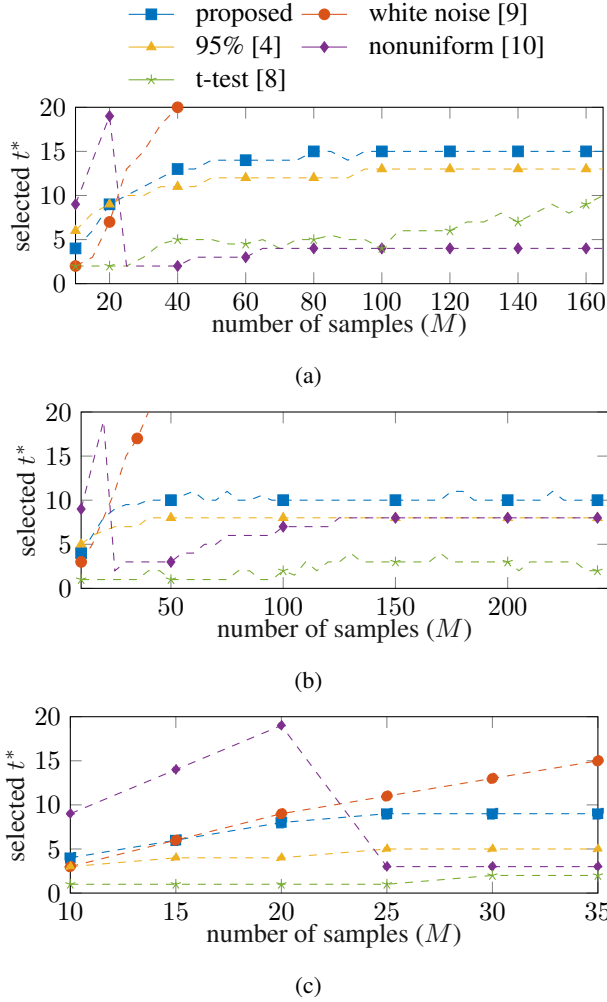 proposed
white noise [9]
95% [4]
nonuniform [10]
t-test [8]
20
15
10
5
0
selected t*
20 40 60 80 100 120 140 160
number of samples (M)
(a)
20
15
10
5
0
selected t*
50 100 150 200
number of samples (M)
(b)
20
15
10
5
0
selected t*
10 15 20 25 30 35
number of samples (M)
(c)